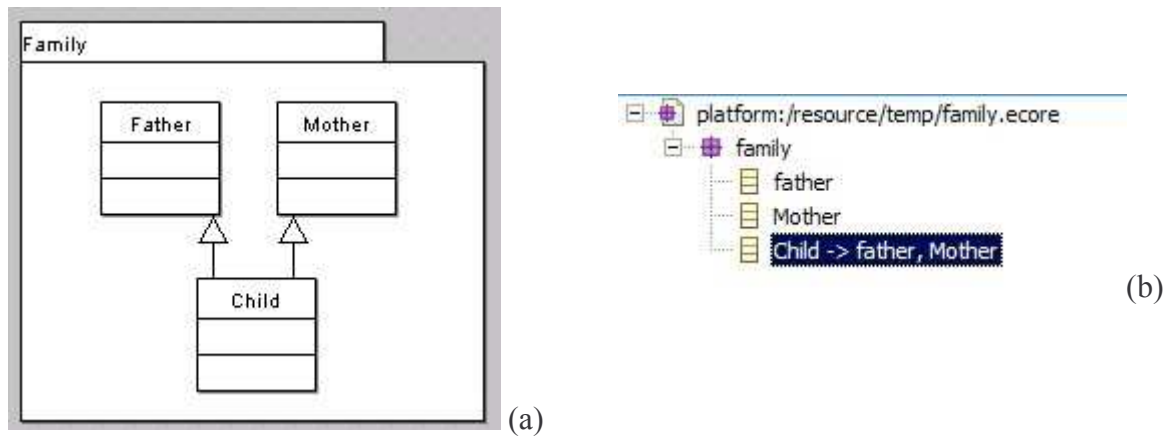 Family
Father
Mother
Child
(a)
platform:/resource/temp/family.ecore
family
father
Mother
Child -> father, Mother
(b)